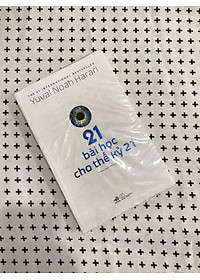 THE #1 INTERNATIONAL BESTSELLER
Yuval Noah Harari
21
bài học
cho thế kỷ 21